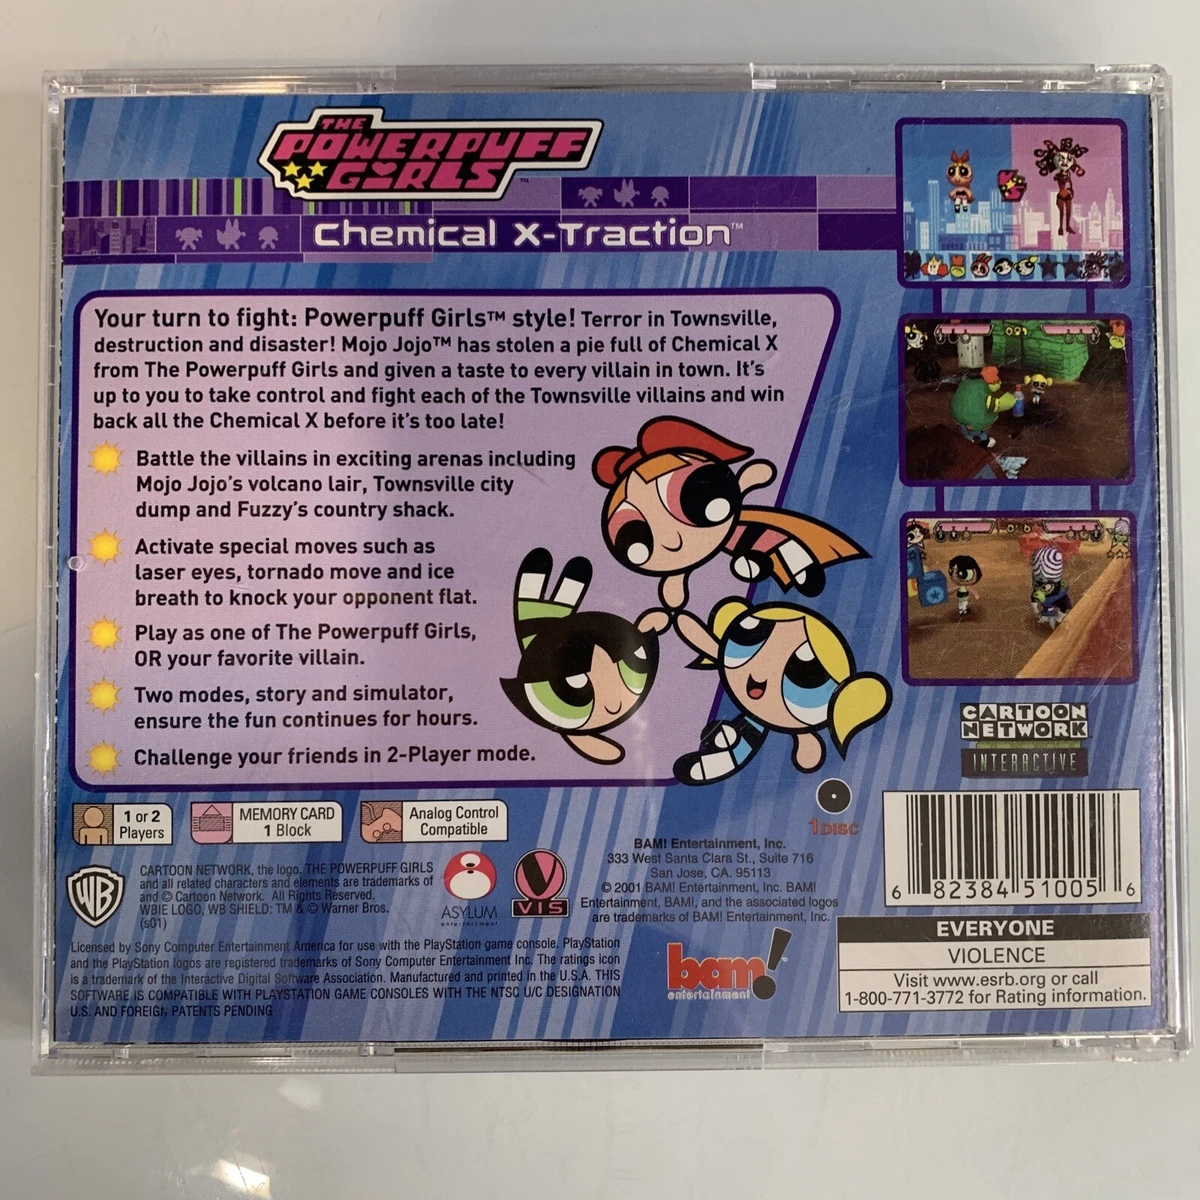 THE
POWERPUFF
GIRLS™
Chemical X-Traction™
Your turn to fight: Powerpuff Girls™ style! Terror in Townsville,
destruction and disaster! Mojo Jojo™ has stolen a pie full of Chemical X
from The Powerpuff Girls and given a taste to every villain in town. It's
up to you to take control and fight each of the Townsville villains and win
back all the Chemical X before it's too late!
Battle the villains in exciting arenas including
Mojo Jojo's volcano lair, Townsville city
dump and Fuzzy's country shack.
Activate special moves such as
laser eyes, tornado move and ice
breath to knock your opponent flat.
Play as one of The Powerpuff Girls,
OR your favorite villain.
Two modes, story and simulator,
ensure the fun continues for hours.
Challenge your friends in 2-Player mode.
CARTOON
NETWORK
INTERACTIVE
1 or 2
Players
MEMORY CARD
1 Block
Analog Control
Compatible
1 DISC
WB
CARTOON NETWORK, the logo, THE POWERPUFF GIRLS
and all related characters and elements are trademarks of
and © Cartoon Network. All Rights Reserved.
WBIE LOGO, WB SHIELD: TM & © Warner Bros.
(s01)
ASYLUM
entertainment
VIS
BAM! Entertainment, Inc.
333 West Santa Clara St., Suite 716
San Jose, CA. 95113
© 2001 BAM! Entertainment, Inc. BAM!
Entertainment, BAM!, and the associated logos
are trademarks of BAM! Entertainment, Inc.
bam!
entertainment
6 82384 51005 6
EVERYONE
VIOLENCE
Visit www.esrb.org or call
1-800-771-3772 for Rating information.
Licensed by Sony Computer Entertainment America for use with the PlayStation game console. PlayStation
and the PlayStation logos are registered trademarks of Sony Computer Entertainment Inc. The ratings icon
is a trademark of the Interactive Digital Software Association. Manufactured and printed in the U.S.A. THIS
SOFTWARE IS COMPATIBLE WITH PLAYSTATION GAME CONSOLES WITH THE NTSC U/C DESIGNATION
U.S. AND FOREIGN PATENTS PENDING